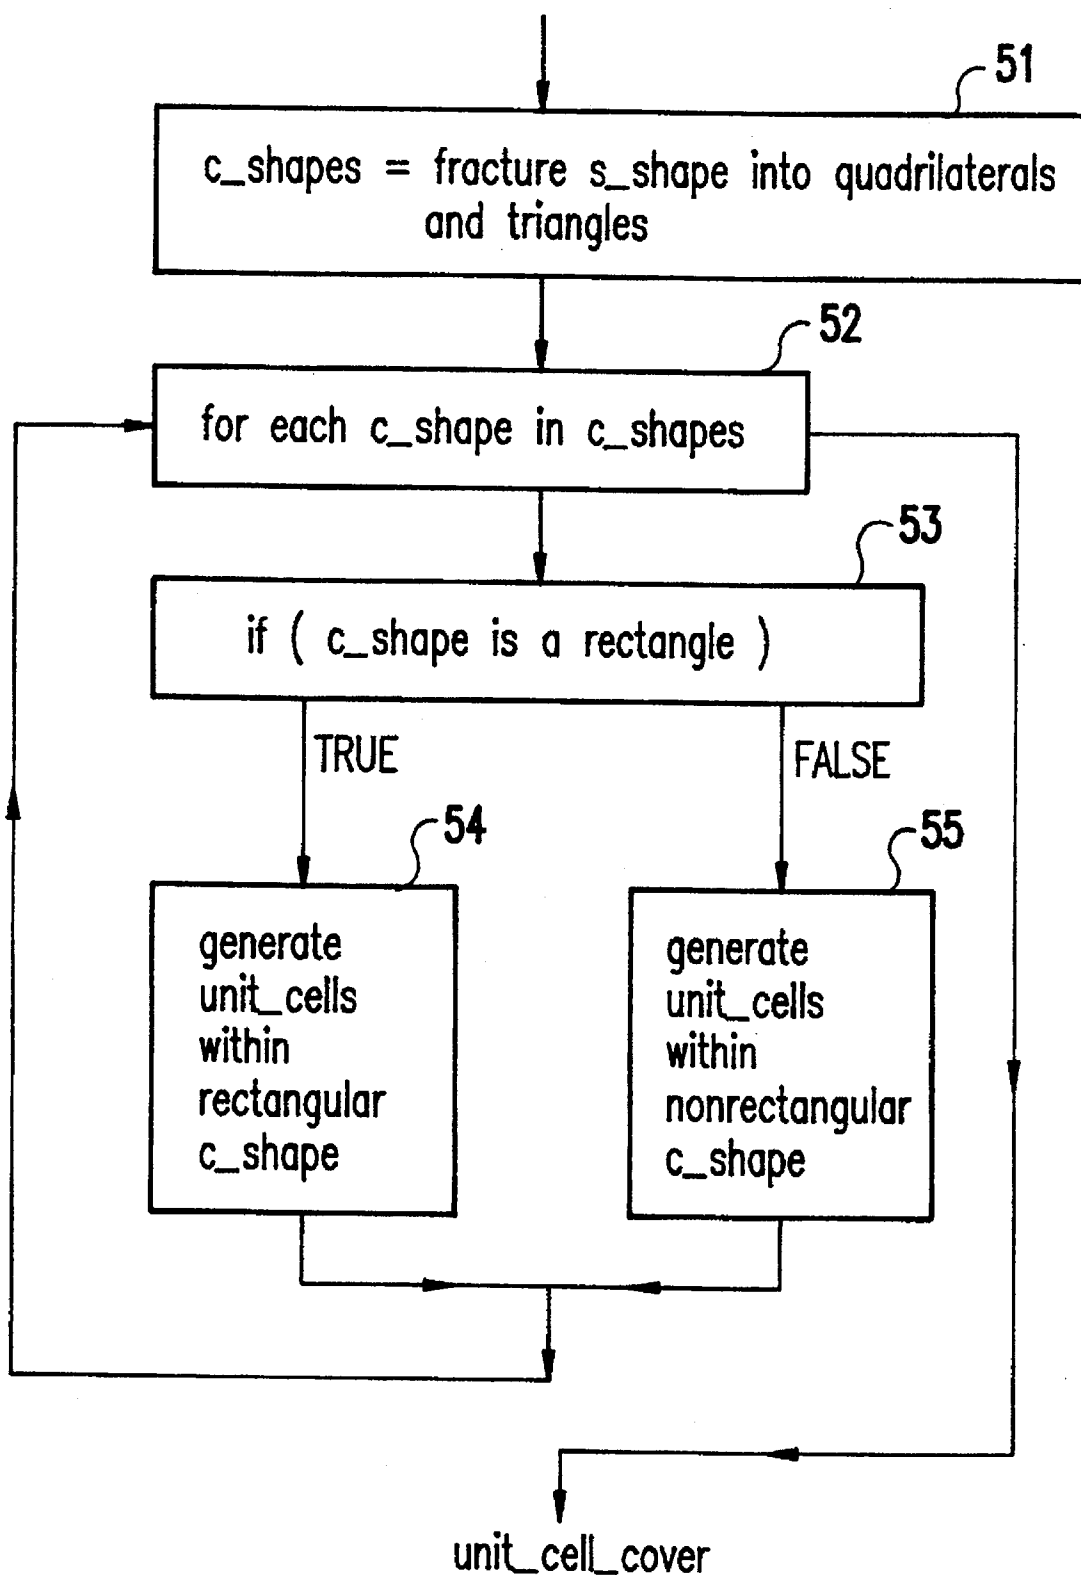 51
c_shapes = fracture s_shape into quadrilaterals
and triangles
52
for each c_shape in c_shapes
53
if ( c_shape is a rectangle )
TRUE
FALSE
54
generate
unit_cells
within
rectangular
c_shape
55
generate
unit_cells
within
nonrectangular
c_shape
unit_cell_cover